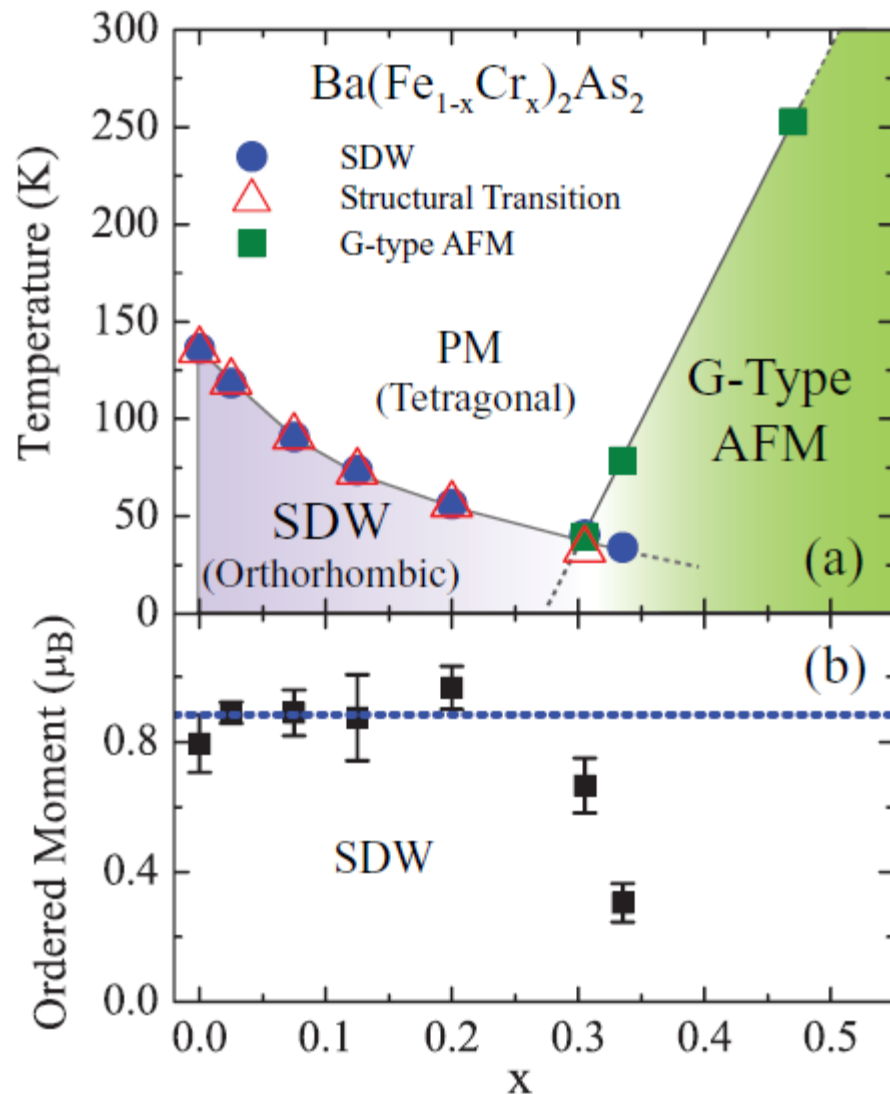 300
250
200
150
100
50
0
Temperature (K)
Ba(Fe1-xCrx)2As2
SDW
Structural Transition
G-type AFM
PM
(Tetragonal)
G-Type
AFM
SDW
(Orthorhombic)
(a)
Ordered Moment (μB)
0.8
0.4
0.0
(b)
SDW
0.0 0.1 0.2 0.3 0.4 0.5
x